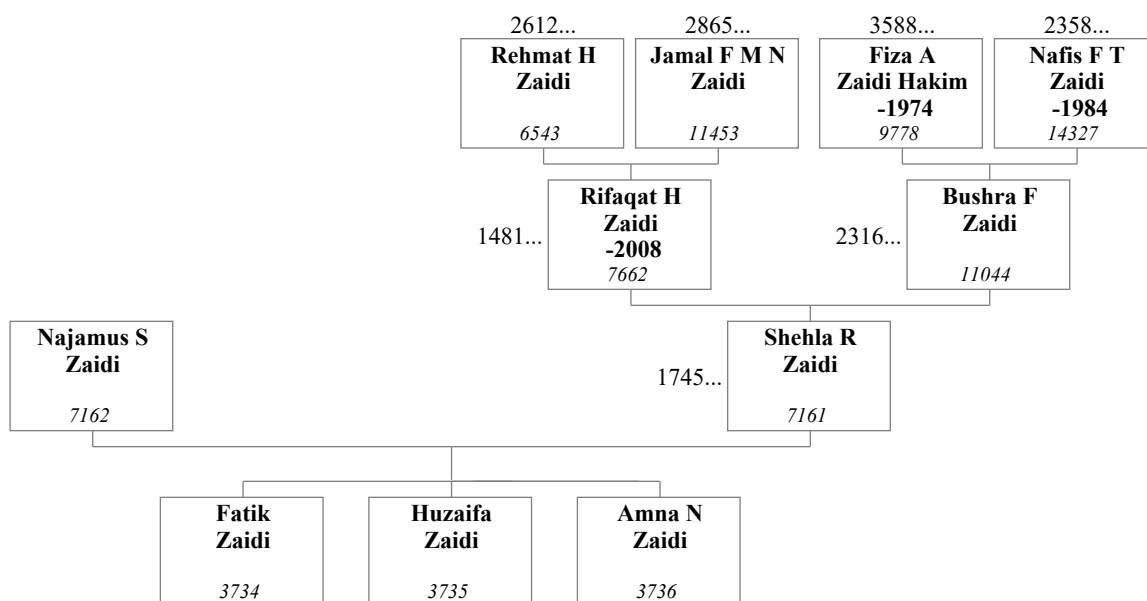 2612...
2865...
3588...
2358...
Rehmat H
Zaidi
6543
Jamal F M N
Zaidi
11453
Fiza A
Zaidi Hakim
-1974
9778
Nafis F T
Zaidi
-1984
14327
1481...
Rifaqat H
Zaidi
-2008
7662
2316...
Bushra F
Zaidi
11044
Najamus S
Zaidi
7162
1745...
Shehla R
Zaidi
7161
Fatik
Zaidi
3734
Huzaifa
Zaidi
3735
Amna N
Zaidi
3736